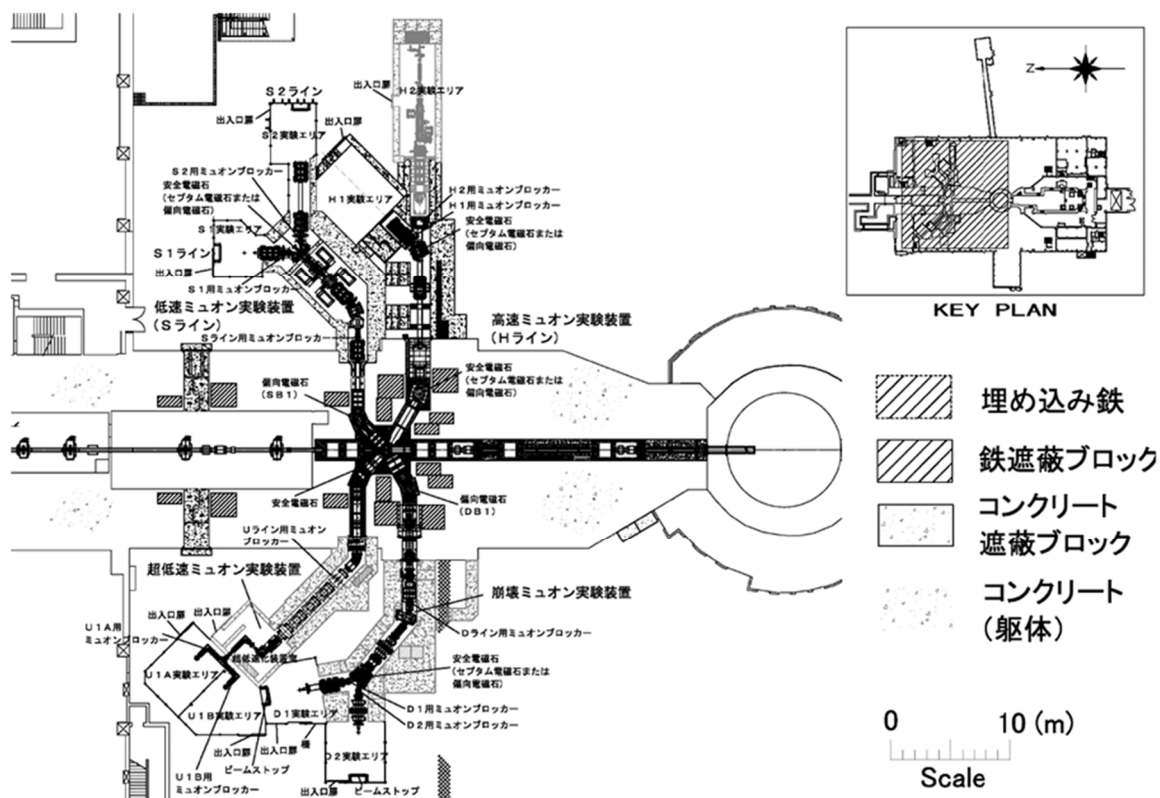 S2ライン
出入口扉
S2実験エリア
出入口扉
出入口扉
H2実験エリア
S2用ミュオンブロッカー
安全電磁石
(セプタム電磁石または
偏向電磁石)
H1実験エリア
H2用ミュオンブロッカー
H1用ミュオンブロッカー
安全電磁石
(セプタム電磁石または
偏向電磁石)
S1実験エリア
S1ライン
出入口扉
S1用ミュオンブロッカー
低速ミュオン実験装置
(Sライン)
Sライン用ミュオンブロッカー
高速ミュオン実験装置
(Hライン)
安全電磁石
(セプタム電磁石または
偏向電磁石)
偏向電磁石
(SB1)
安全電磁石
偏向電磁石
(DB1)
Uライン用ミュオン
ブロッカー
超低速ミュオン実験装置
出入口扉
出入口扉
U1A用
ミュオンブロッカー
超低速化装置室
U1A実験エリア
U1B実験エリア
D1実験エリア
崩壊ミュオン実験装置
Dライン用ミュオンブロッカー
安全電磁石
(セプタム電磁石または
偏向電磁石)
D1用ミュオンブロッカー
D2用ミュオンブロッカー
出入口扉
出入口扉
柵
D2実験エリア
ビームストップ
U1B用
ミュオンブロッカー
出入口扉
ビームストップ
Z
KEY PLAN
埋め込み鉄
鉄遮蔽ブロック
コンクリート
遮蔽ブロック
コンクリート
(躯体)
0 10 (m)
Scale